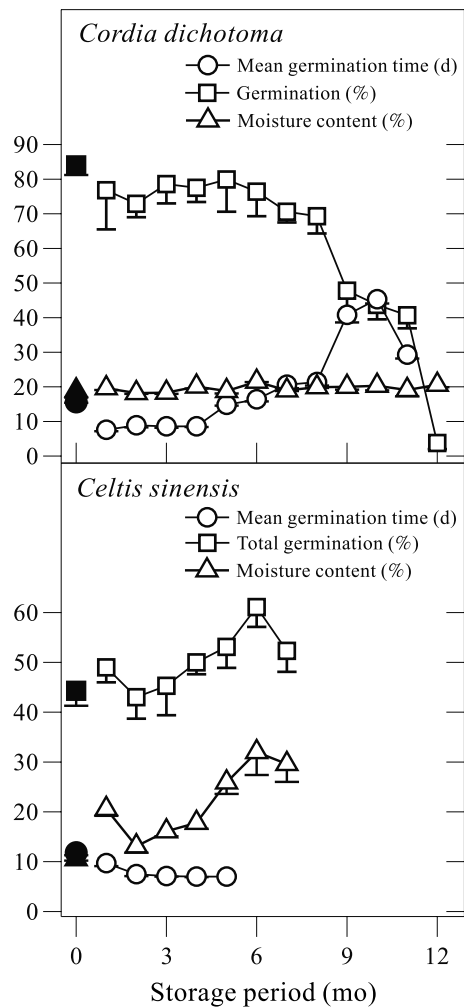 Cordia dichotoma
Mean germination time (d)
Germination (%)
Moisture content (%)
90
80
70
60
50
40
30
20
10
0
Celtis sinensis
Mean germination time (d)
Total germination (%)
Moisture content (%)
60
50
40
30
20
10
0
0 3 6 9 12
Storage period (mo)